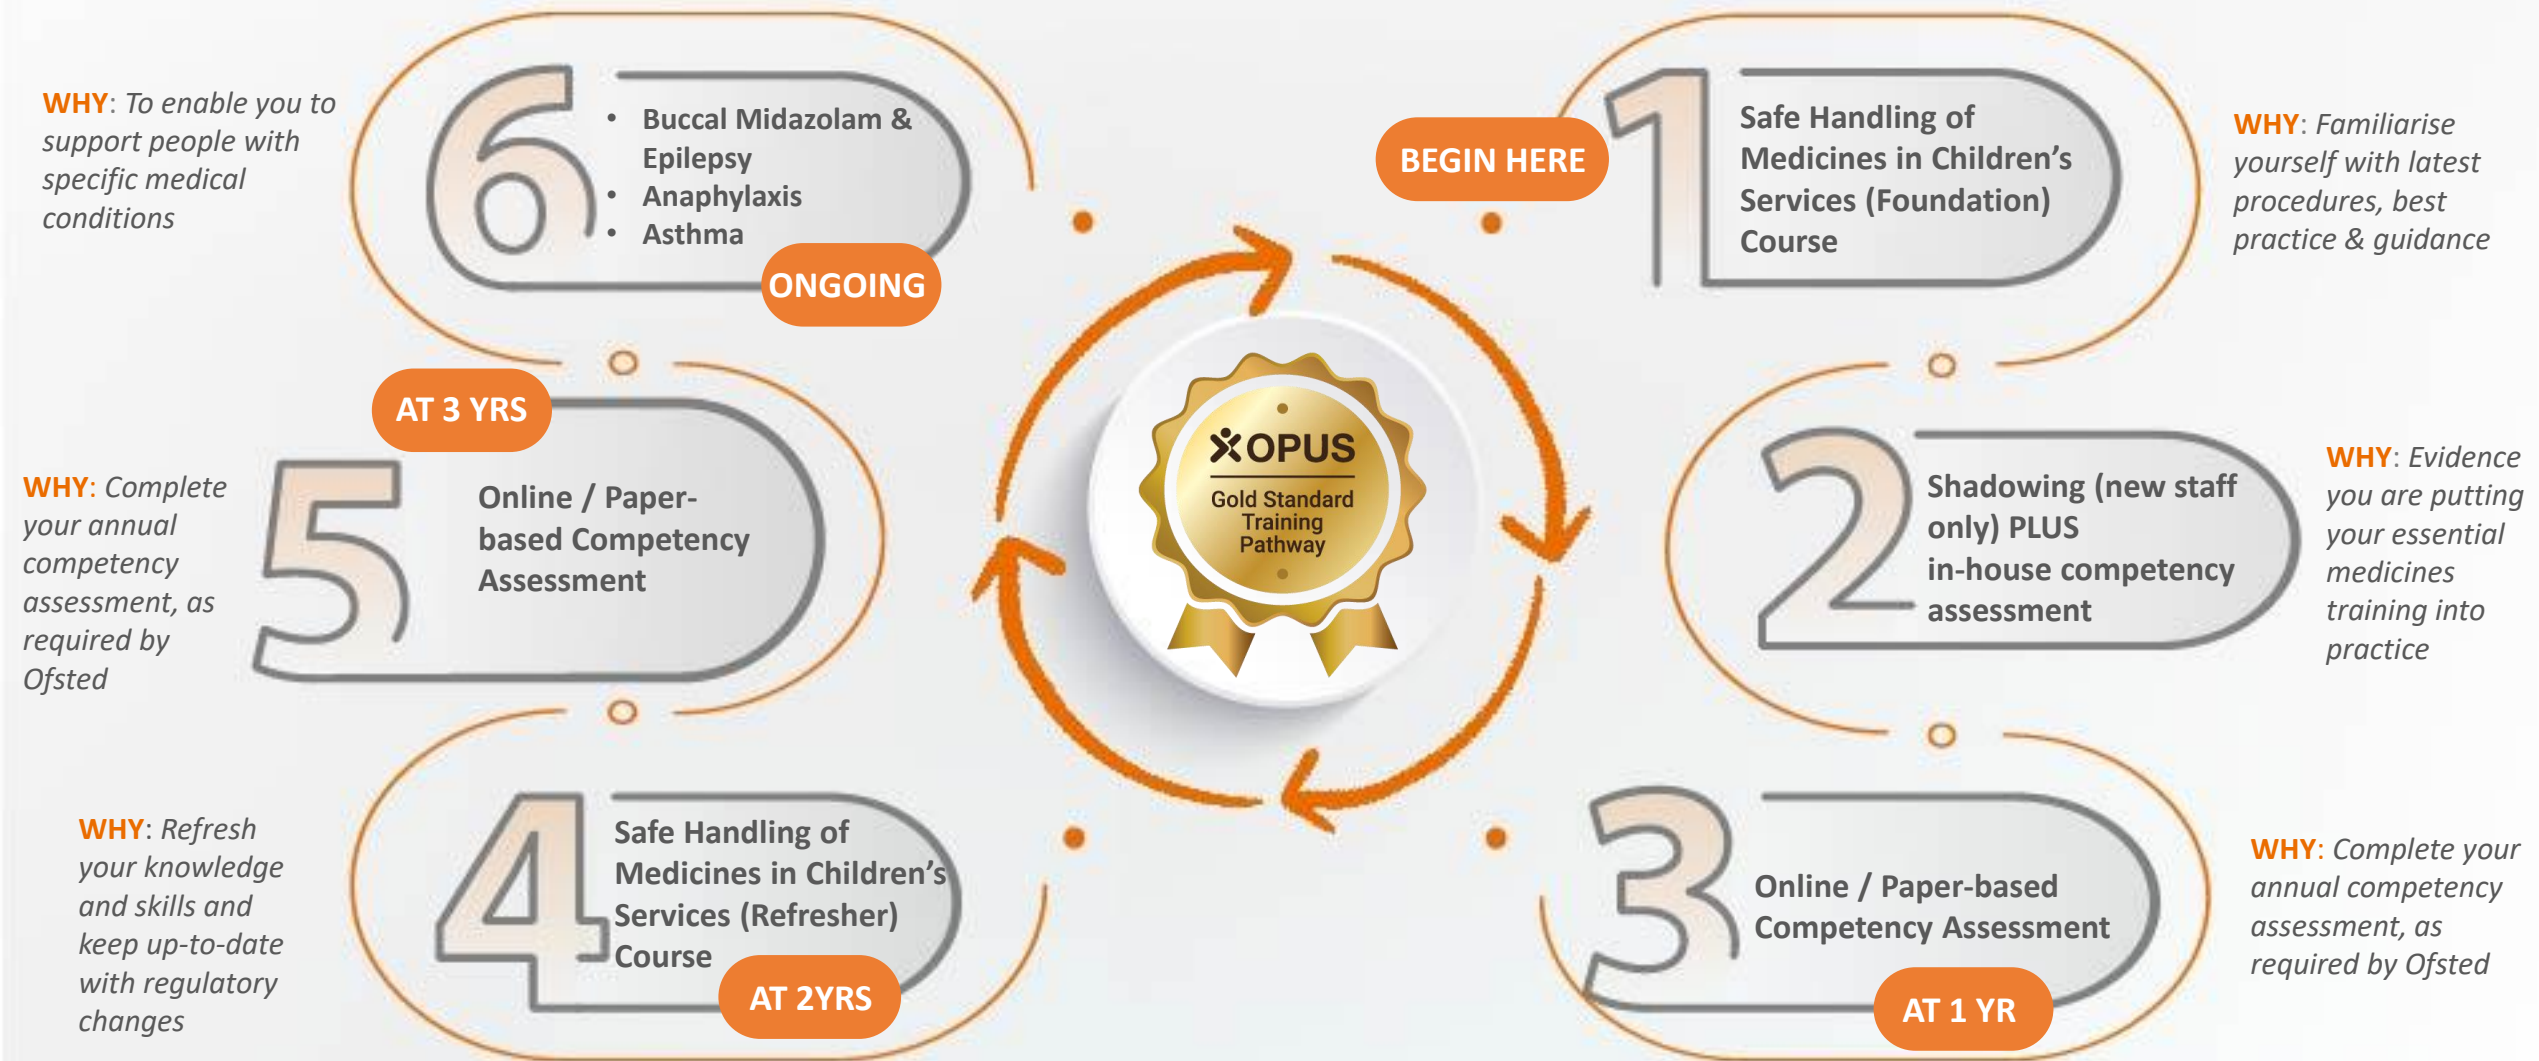 BEGIN HERE
1
Safe Handling of
Medicines in Children’s
Services (Foundation)
Course
WHY: Familiarise
yourself with latest
procedures, best
practice & guidance
2
Shadowing (new staff
only) PLUS
in-house competency
assessment
WHY: Evidence
you are putting
your essential
medicines
training into
practice
3
Online / Paper-based
Competency Assessment
AT 1 YR
WHY: Complete your
annual competency
assessment, as
required by Ofsted
4
Safe Handling of
Medicines in Children’s
Services (Refresher)
Course
AT 2YRS
WHY: Refresh
your knowledge
and skills and
keep up-to-date
with regulatory
changes
5
AT 3 YRS
Online / Paper-
based Competency
Assessment
WHY: Complete
your annual
competency
assessment, as
required by
Ofsted
6
• Buccal Midazolam &
Epilepsy
• Anaphylaxis
• Asthma
ONGOING
WHY: To enable you to
support people with
specific medical
conditions
OPUS
Gold Standard
Training
Pathway